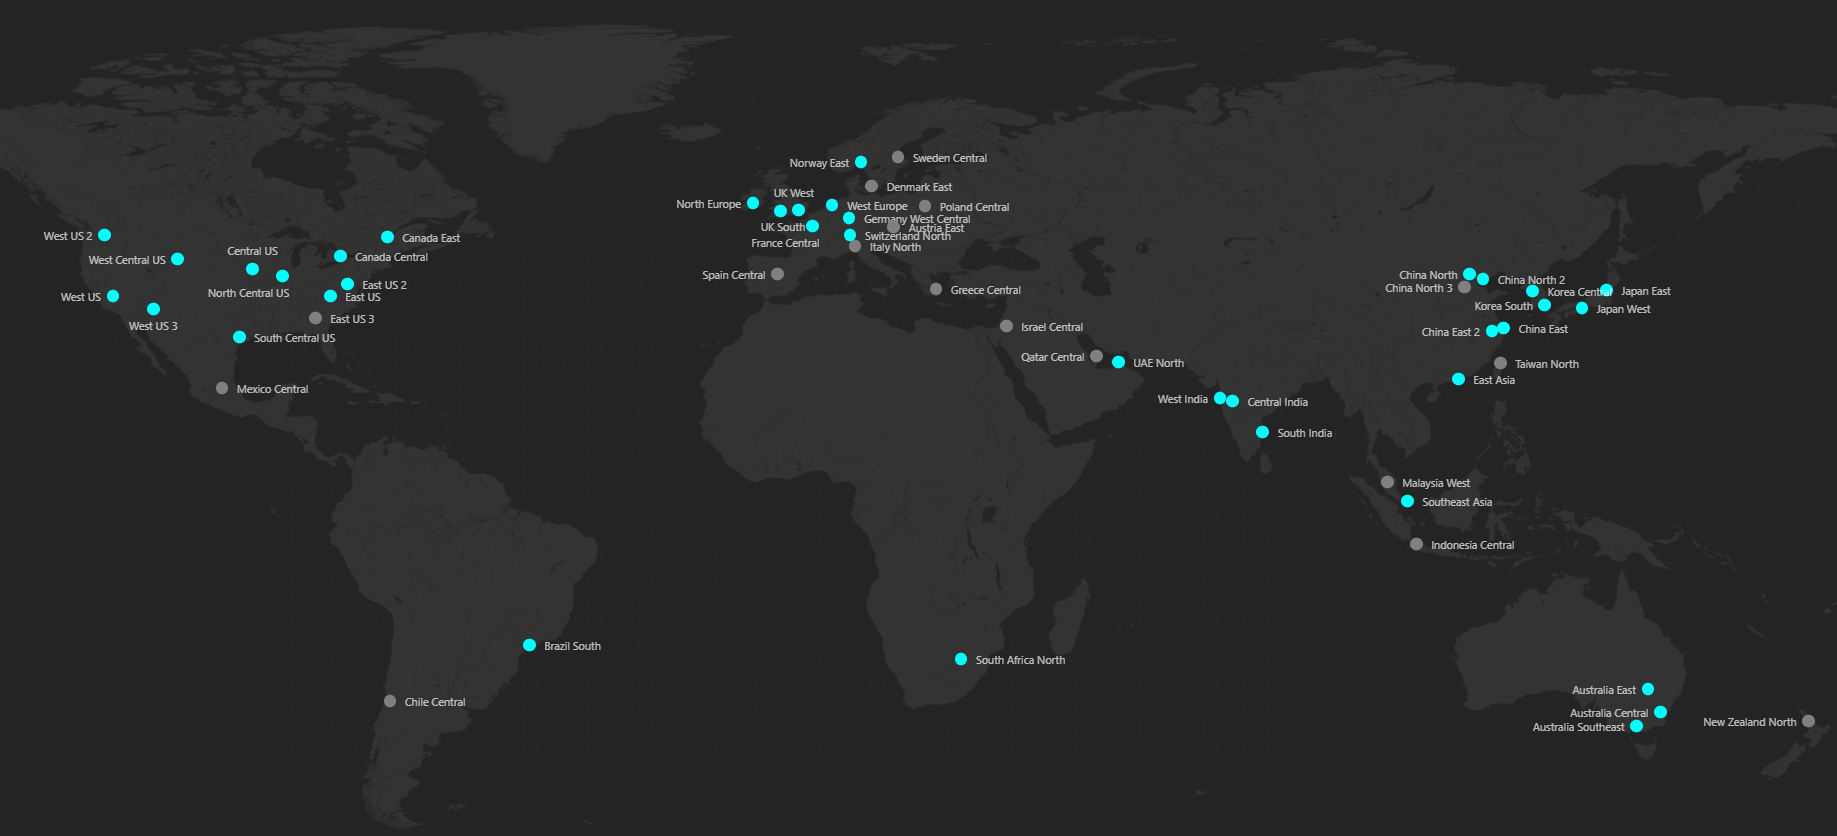 Norway East
Sweden Central
Denmark East
UK West
North Europe
West Europe
Poland Central
Germany West Central
UK South
Austria East
Switzerland North
France Central
Italy North
Spain Central
Greece Central
Israel Central
Qatar Central
UAE North
West US 2
Canada East
Central US
West Central US
Canada Central
East US 2
North Central US
West US
East US
West US 3
East US 3
South Central US
Mexico Central
China North
China North 2
China North 3
Korea Central
Japan East
Korea South
Japan West
China East 2
China East
Taiwan North
East Asia
West India
Central India
South India
Malaysia West
Southeast Asia
Indonesia Central
Brazil South
South Africa North
Chile Central
Australia East
Australia Central
Australia Southeast
New Zealand North